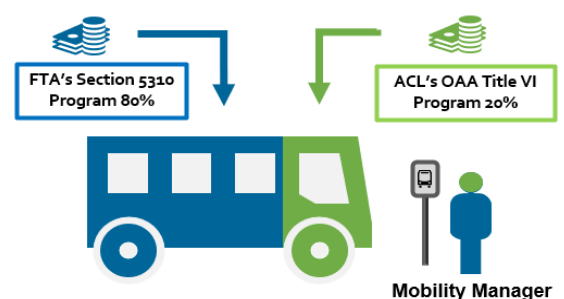 FTA's Section 5310
Program 80%
ACL's OAA Title VI
Program 20%
Mobility Manager